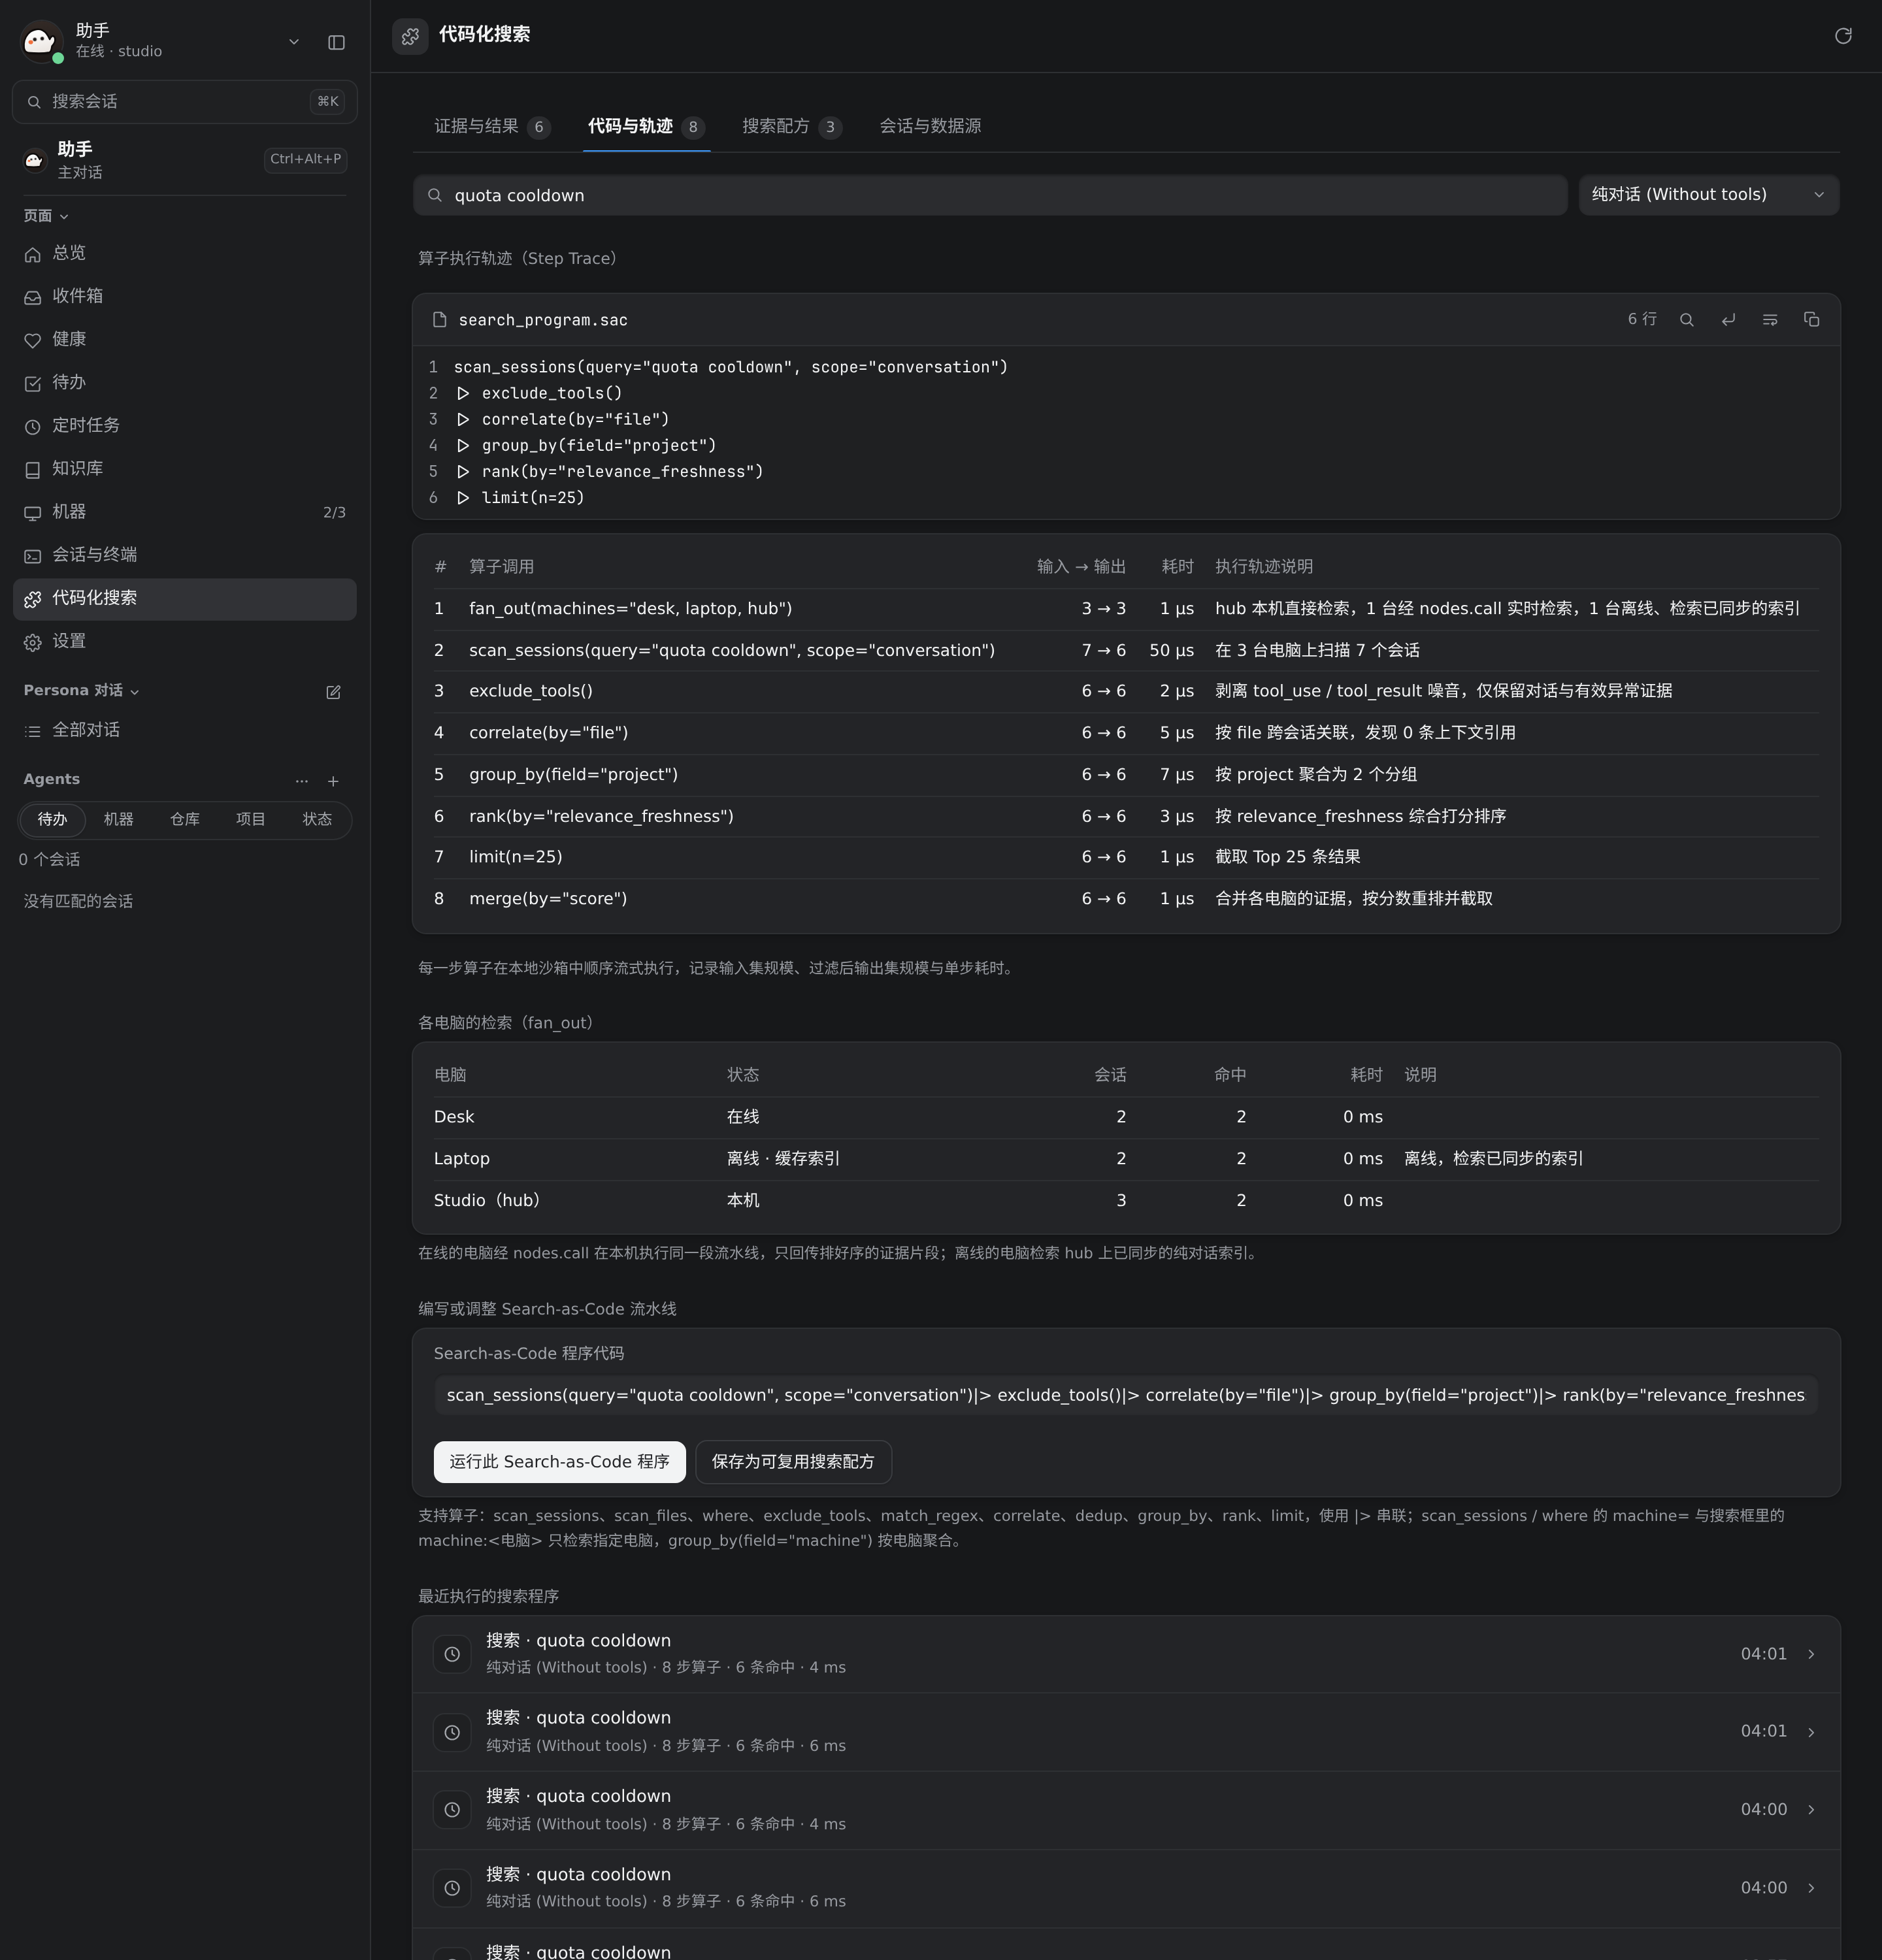 助手
在线 · studio
搜索会话
⌘K
助手
主对话
Ctrl+Alt+P
页面
总览
收件箱
健康
待办
定时任务
知识库
机器 2/3
会话与终端
代码化搜索
设置
Persona 对话
全部对话
Agents
待办 机器 仓库 项目 状态
0 个会话
没有匹配的会话
代码化搜索
证据与结果 6 代码与轨迹 8 搜索配方 3 会话与数据源
quota cooldown
纯对话 (Without tools)
算子执行轨迹（Step Trace）
search_program.sac
6 行
1 scan_sessions(query="quota cooldown", scope="conversation")
2 ▷ exclude_tools()
3 ▷ correlate(by="file")
4 ▷ group_by(field="project")
5 ▷ rank(by="relevance_freshness")
6 ▷ limit(n=25)
# 算子调用 输入 → 输出 耗时 执行轨迹说明
1 fan_out(machines="desk, laptop, hub") 3 → 3 1 µs hub 本机直接检索，1 台经 nodes.call 实时检索，1 台离线、检索已同步的索引
2 scan_sessions(query="quota cooldown", scope="conversation") 7 → 6 50 µs 在 3 台电脑上扫描 7 个会话
3 exclude_tools() 6 → 6 2 µs 剥离 tool_use / tool_result 噪音，仅保留对话与有效异常证据
4 correlate(by="file") 6 → 6 5 µs 按 file 跨会话关联，发现 0 条上下文引用
5 group_by(field="project") 6 → 6 7 µs 按 project 聚合为 2 个分组
6 rank(by="relevance_freshness") 6 → 6 3 µs 按 relevance_freshness 综合打分排序
7 limit(n=25) 6 → 6 1 µs 截取 Top 25 条结果
8 merge(by="score") 6 → 6 1 µs 合并各电脑的证据，按分数重排并截取
每一步算子在本地沙箱中顺序流式执行，记录输入集规模、过滤后输出集规模与单步耗时。
各电脑的检索（fan_out）
电脑 状态 会话 命中 耗时 说明
Desk 在线 2 2 0 ms
Laptop 离线 · 缓存索引 2 2 0 ms 离线，检索已同步的索引
Studio（hub） 本机 3 2 0 ms
在线的电脑经 nodes.call 在本机执行同一段流水线，只回传排好序的证据片段；离线的电脑检索 hub 上已同步的纯对话索引。
编写或调整 Search-as-Code 流水线
Search-as-Code 程序代码
scan_sessions(query="quota cooldown", scope="conversation")|> exclude_tools()|> correlate(by="file")|> group_by(field="project")|> rank(by="relevance_freshnes
运行此 Search-as-Code 程序
保存为可复用搜索配方
支持算子：scan_sessions、scan_files、where、exclude_tools、match_regex、correlate、dedup、group_by、rank、limit，使用 |> 串联；scan_sessions / where 的 machine= 与搜索框里的
machine:<电脑> 只检索指定电脑，group_by(field="machine") 按电脑聚合。
最近执行的搜索程序
搜索 · quota cooldown
纯对话 (Without tools) · 8 步算子 · 6 条命中 · 4 ms
04:01
搜索 · quota cooldown
纯对话 (Without tools) · 8 步算子 · 6 条命中 · 6 ms
04:01
搜索 · quota cooldown
纯对话 (Without tools) · 8 步算子 · 6 条命中 · 4 ms
04:00
搜索 · quota cooldown
纯对话 (Without tools) · 8 步算子 · 6 条命中 · 6 ms
04:00
搜索 · quota cooldown